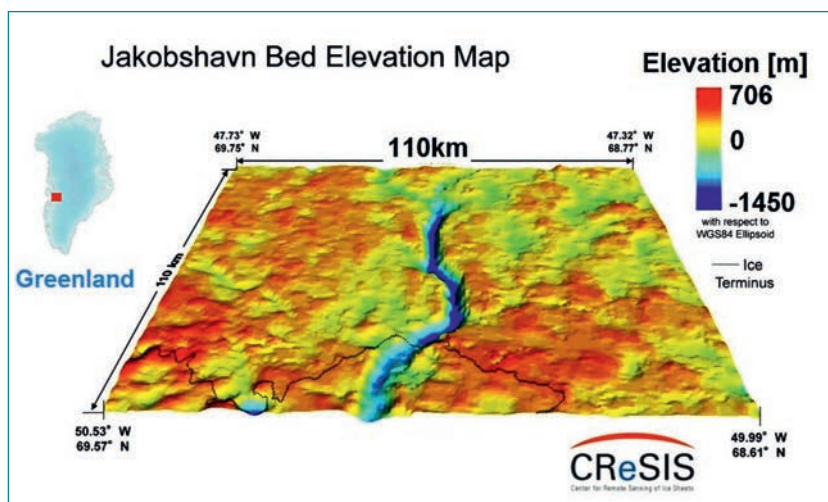 Jakobshavn Bed Elevation Map
Elevation [m]
706
0
-1450
with respect to
WGS84 Ellipsoid
Ice
Terminus
47.73° W
69.75° N
110km
47.32° W
68.77° N
110 km
Greenland
50.53° W
69.57° N
49.99° W
68.61° N
CReSIS
Center for Remote Sensing of Ice Sheets